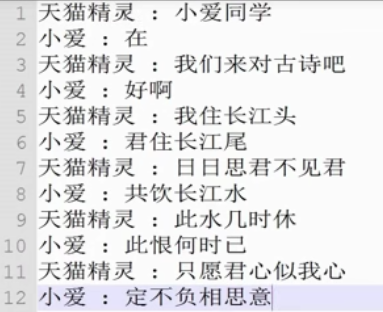 1 天猫精灵 : 小爱同学
2 小爱 : 在
3 天猫精灵 : 我们来对古诗吧
4 小爱 : 好啊
5 天猫精灵 : 我住长江头
6 小爱 : 君住长江尾
7 天猫精灵 : 日日思君不见君
8 小爱 : 共饮长江水
9 天猫精灵 : 此水几时休
10 小爱 : 此恨何时已
11 天猫精灵 : 只愿君心似我心
12 小爱 : 定不负相思意